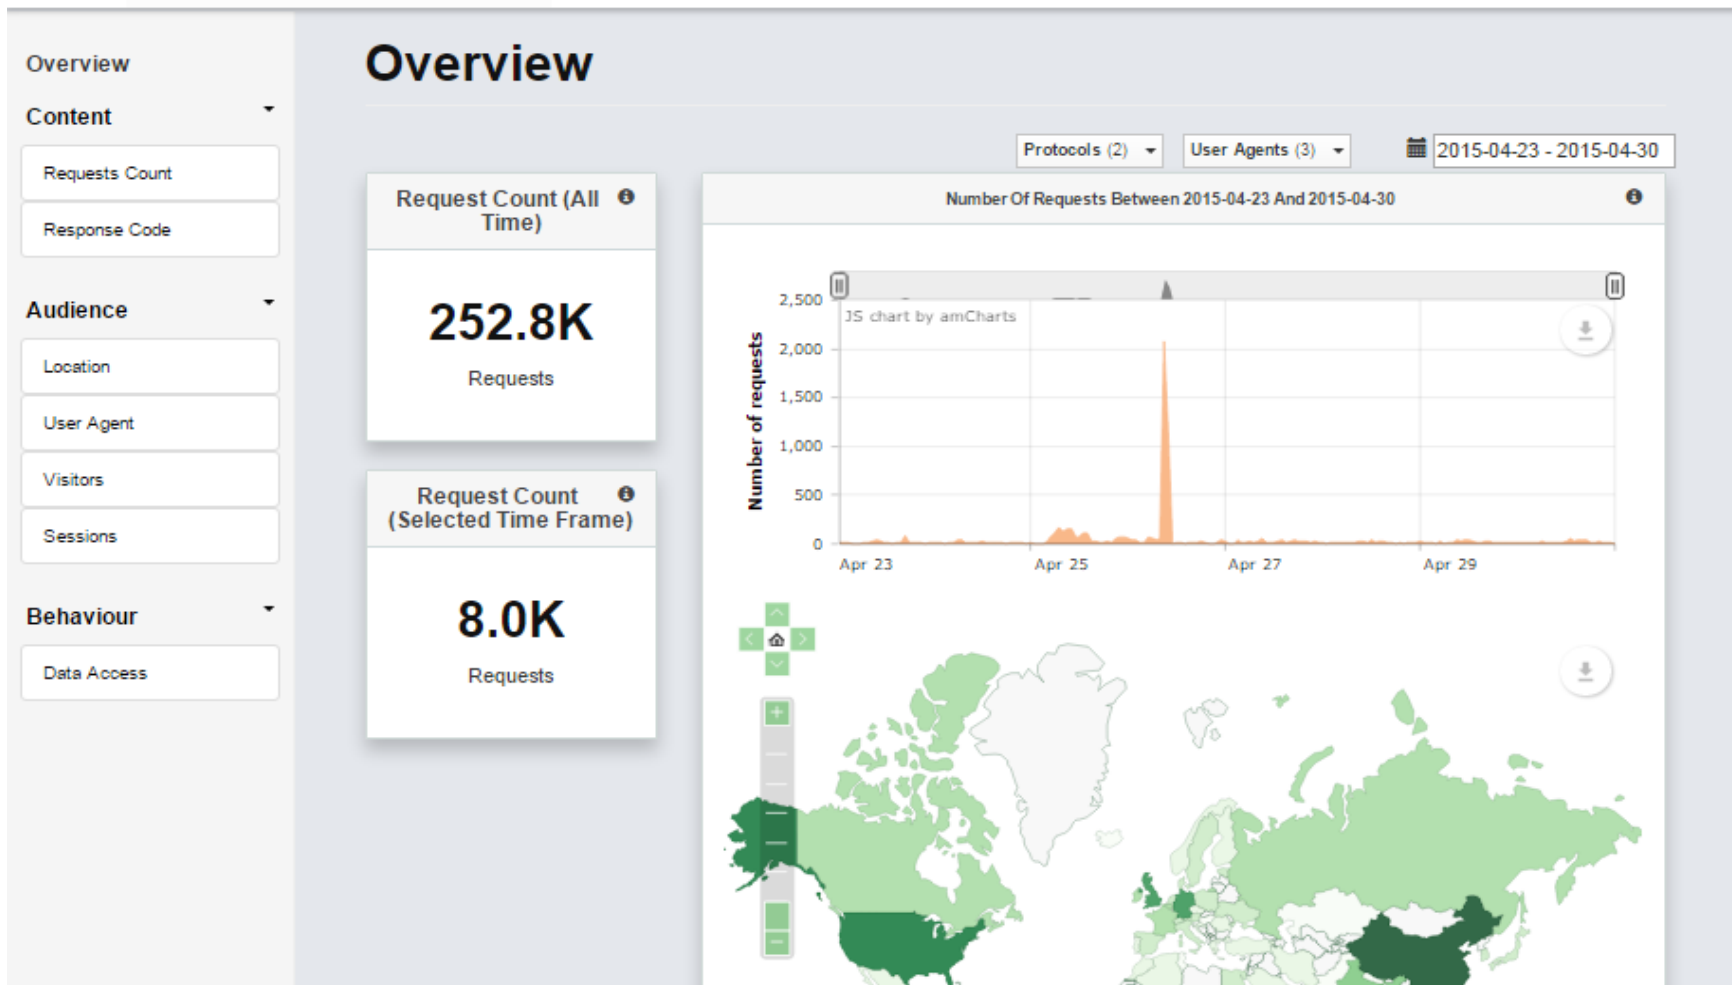 Overview
Content
Requests Count
Response Code
Audience
Location
User Agent
Visitors
Sessions
Behaviour
Data Access
Overview
Protocols (2)
User Agents (3)
2015-04-23 - 2015-04-30
Request Count (All
Time)
252.8K
Requests
Request Count
(Selected Time Frame)
8.0K
Requests
Number Of Requests Between 2015-04-23 And 2015-04-30
JS chart by amCharts
Number of requests
2,500
2,000
1,500
1,000
500
0
Apr 23
Apr 25
Apr 27
Apr 29